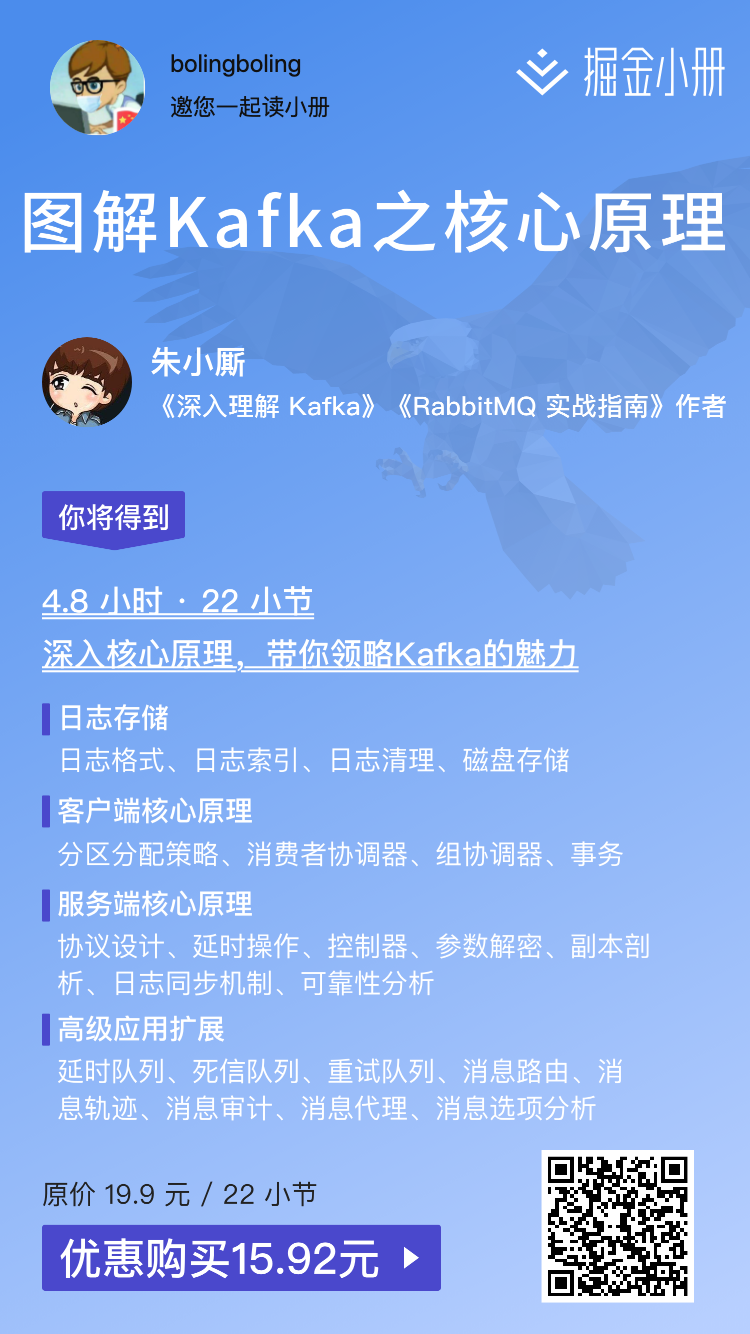 bolingboling
邀您一起读小册
掘金小册
图解Kafka之核心原理
朱小厮
《深入理解 Kafka》《RabbitMQ 实战指南》作者
你将得到
4.8 小时 · 22 小节
深入核心原理，带你领略Kafka的魅力
日志存储
日志格式、日志索引、日志清理、磁盘存储
客户端核心原理
分区分配策略、消费者协调器、组协调器、事务
服务端核心原理
协议设计、延时操作、控制器、参数解密、副本剖
析、日志同步机制、可靠性分析
高级应用扩展
延时队列、死信队列、重试队列、消息路由、消
息轨迹、消息审计、消息代理、消息选项分析
原价 19.9 元 / 22 小节
优惠购买15.92元